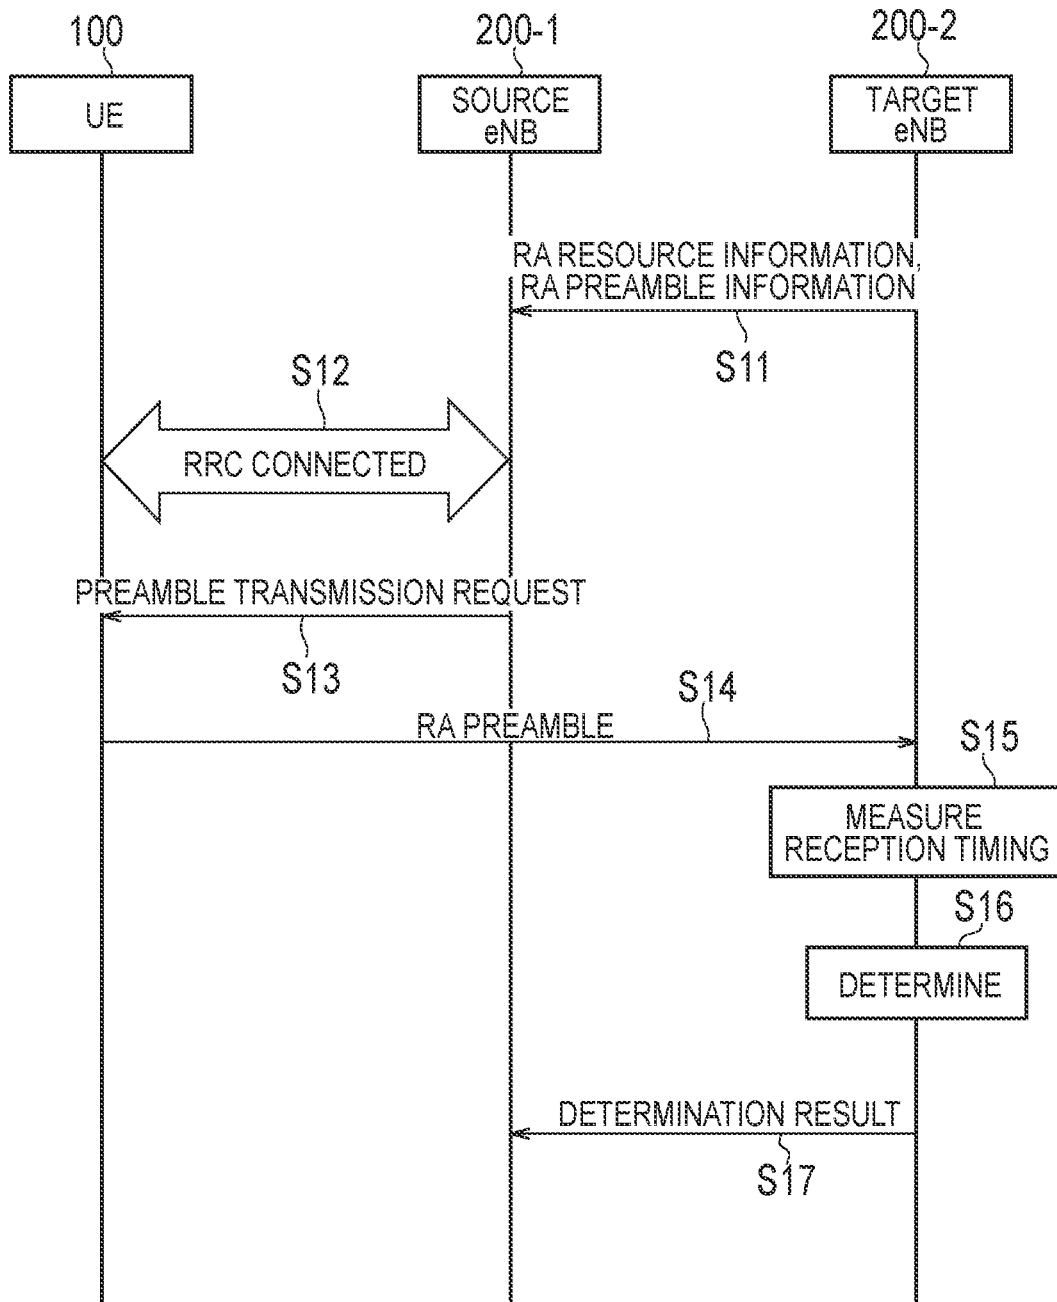 100
200-1
200-2
UE
SOURCE
eNB
TARGET
eNB
RA RESOURCE INFORMATION,
RA PREAMBLE INFORMATION
S11
S12
RRC CONNECTED
PREAMBLE TRANSMISSION REQUEST
S13
S14
RA PREAMBLE
S15
MEASURE
RECEPTION TIMING
S16
DETERMINE
DETERMINATION RESULT
S17